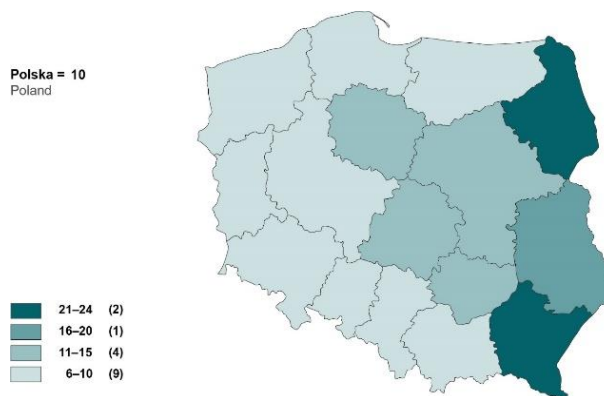 Polska = 10
Poland
21–24 (2)
16–20 (1)
11–15 (4)
6–10 (9)